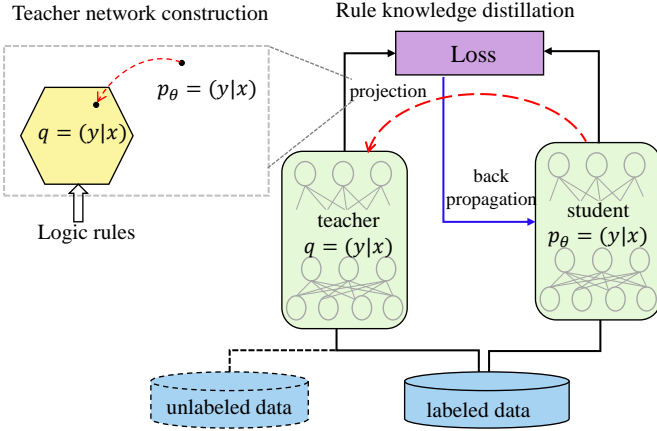 Teacher network construction
Rule knowledge distillation
Loss
projection
p_θ = (y|x)
q = (y|x)
Logic rules
back
propagation
teacher
q = (y|x)
student
p_θ = (y|x)
unlabeled data
labeled data